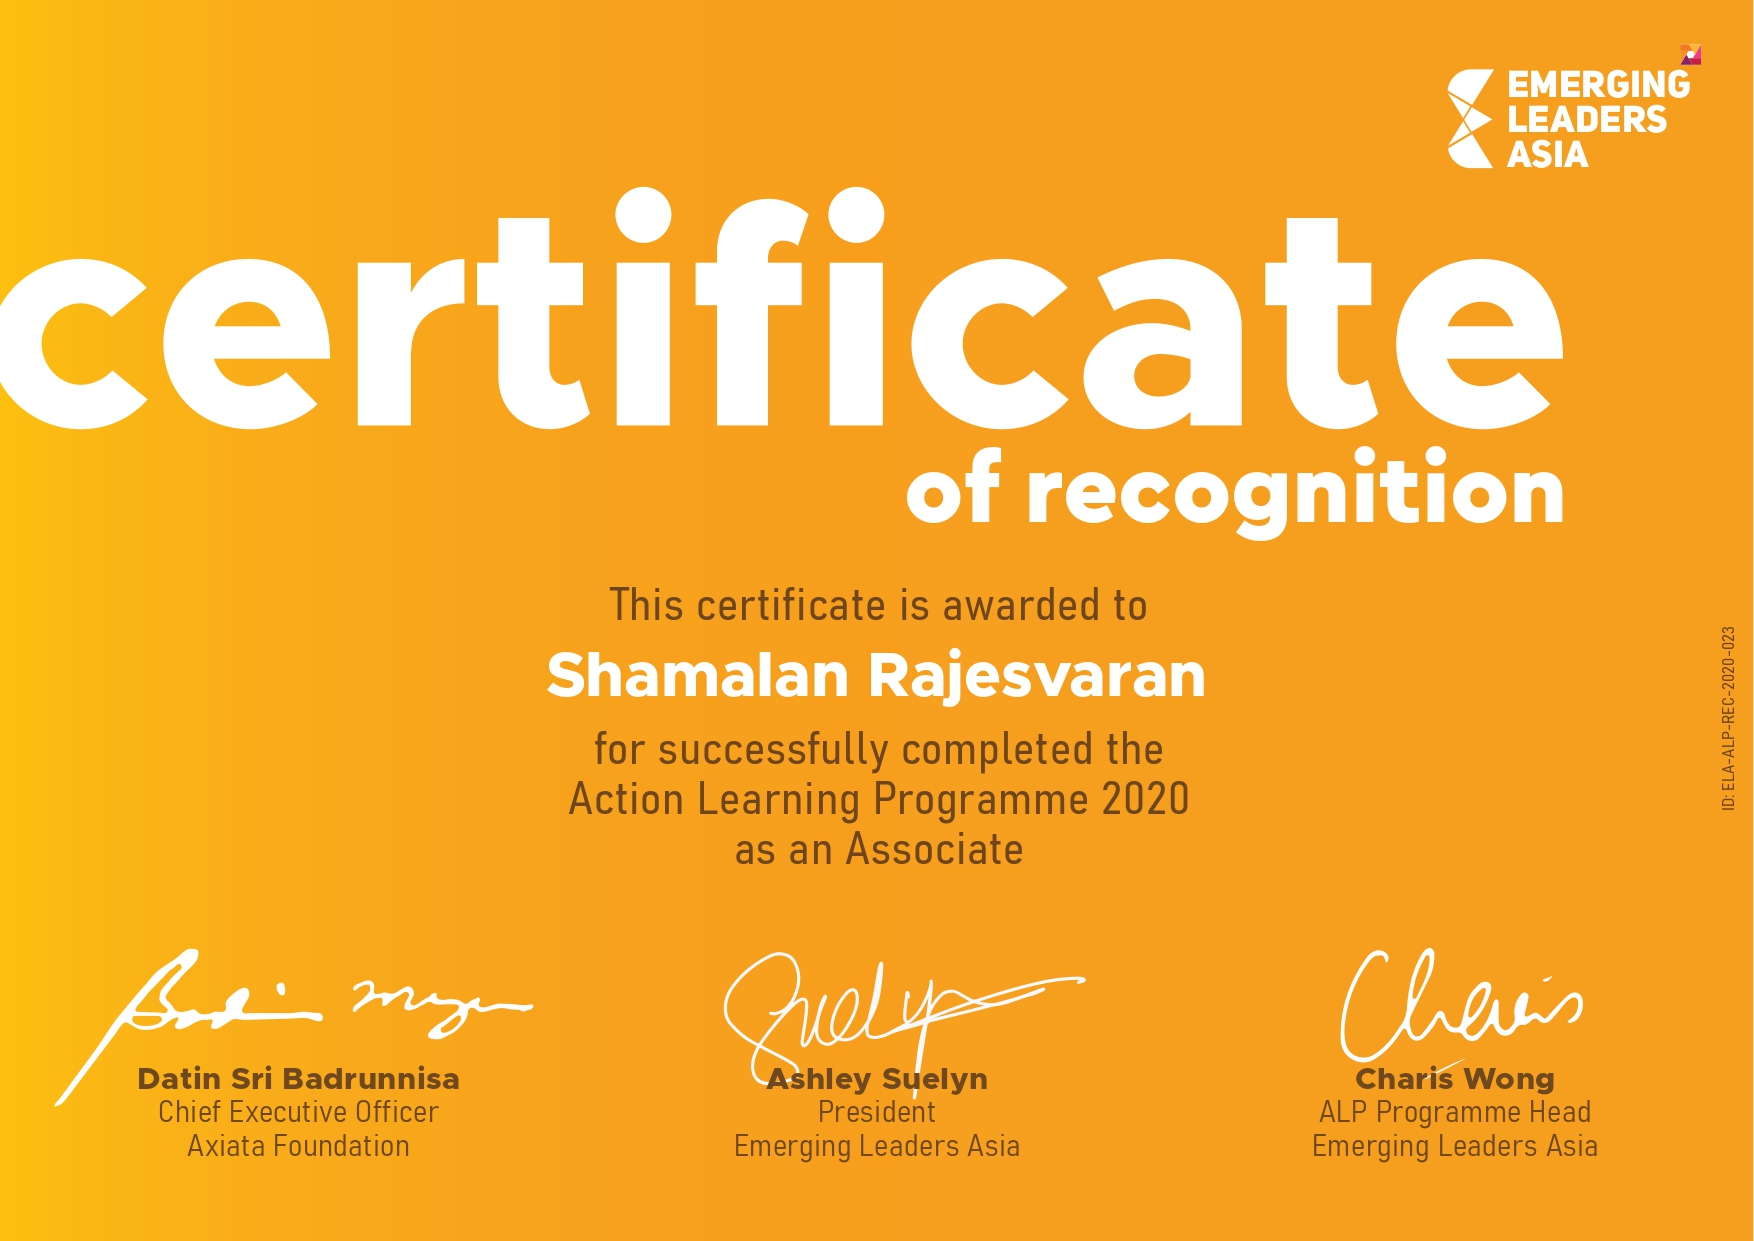 EMERGING
LEADERS
ASIA
certificate
of recognition
This certificate is awarded to
Shamalan Rajesvaran
for successfully completed the
Action Learning Programme 2020
as an Associate
ID: ELA-ALP-REC-2020-023
Datin Sri Badrunnisa
Chief Executive Officer
Axiata Foundation
Suelyn
Ashley Suelyn
President
Emerging Leaders Asia
Charis
Charis Wong
ALP Programme Head
Emerging Leaders Asia